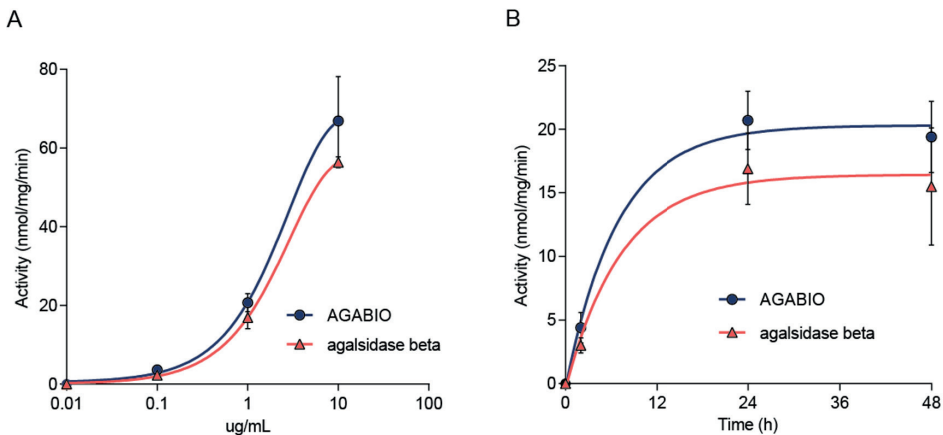 A
Activity (nmol/mg/min)
80
60
40
20
0
0.01 0.1 1 10 100
ug/mL
AGABIO
agalsidase beta
B
Activity (nmol/mg/min)
25
20
15
10
5
0
0 12 24 36 48
Time (h)
AGABIO
agalsidase beta